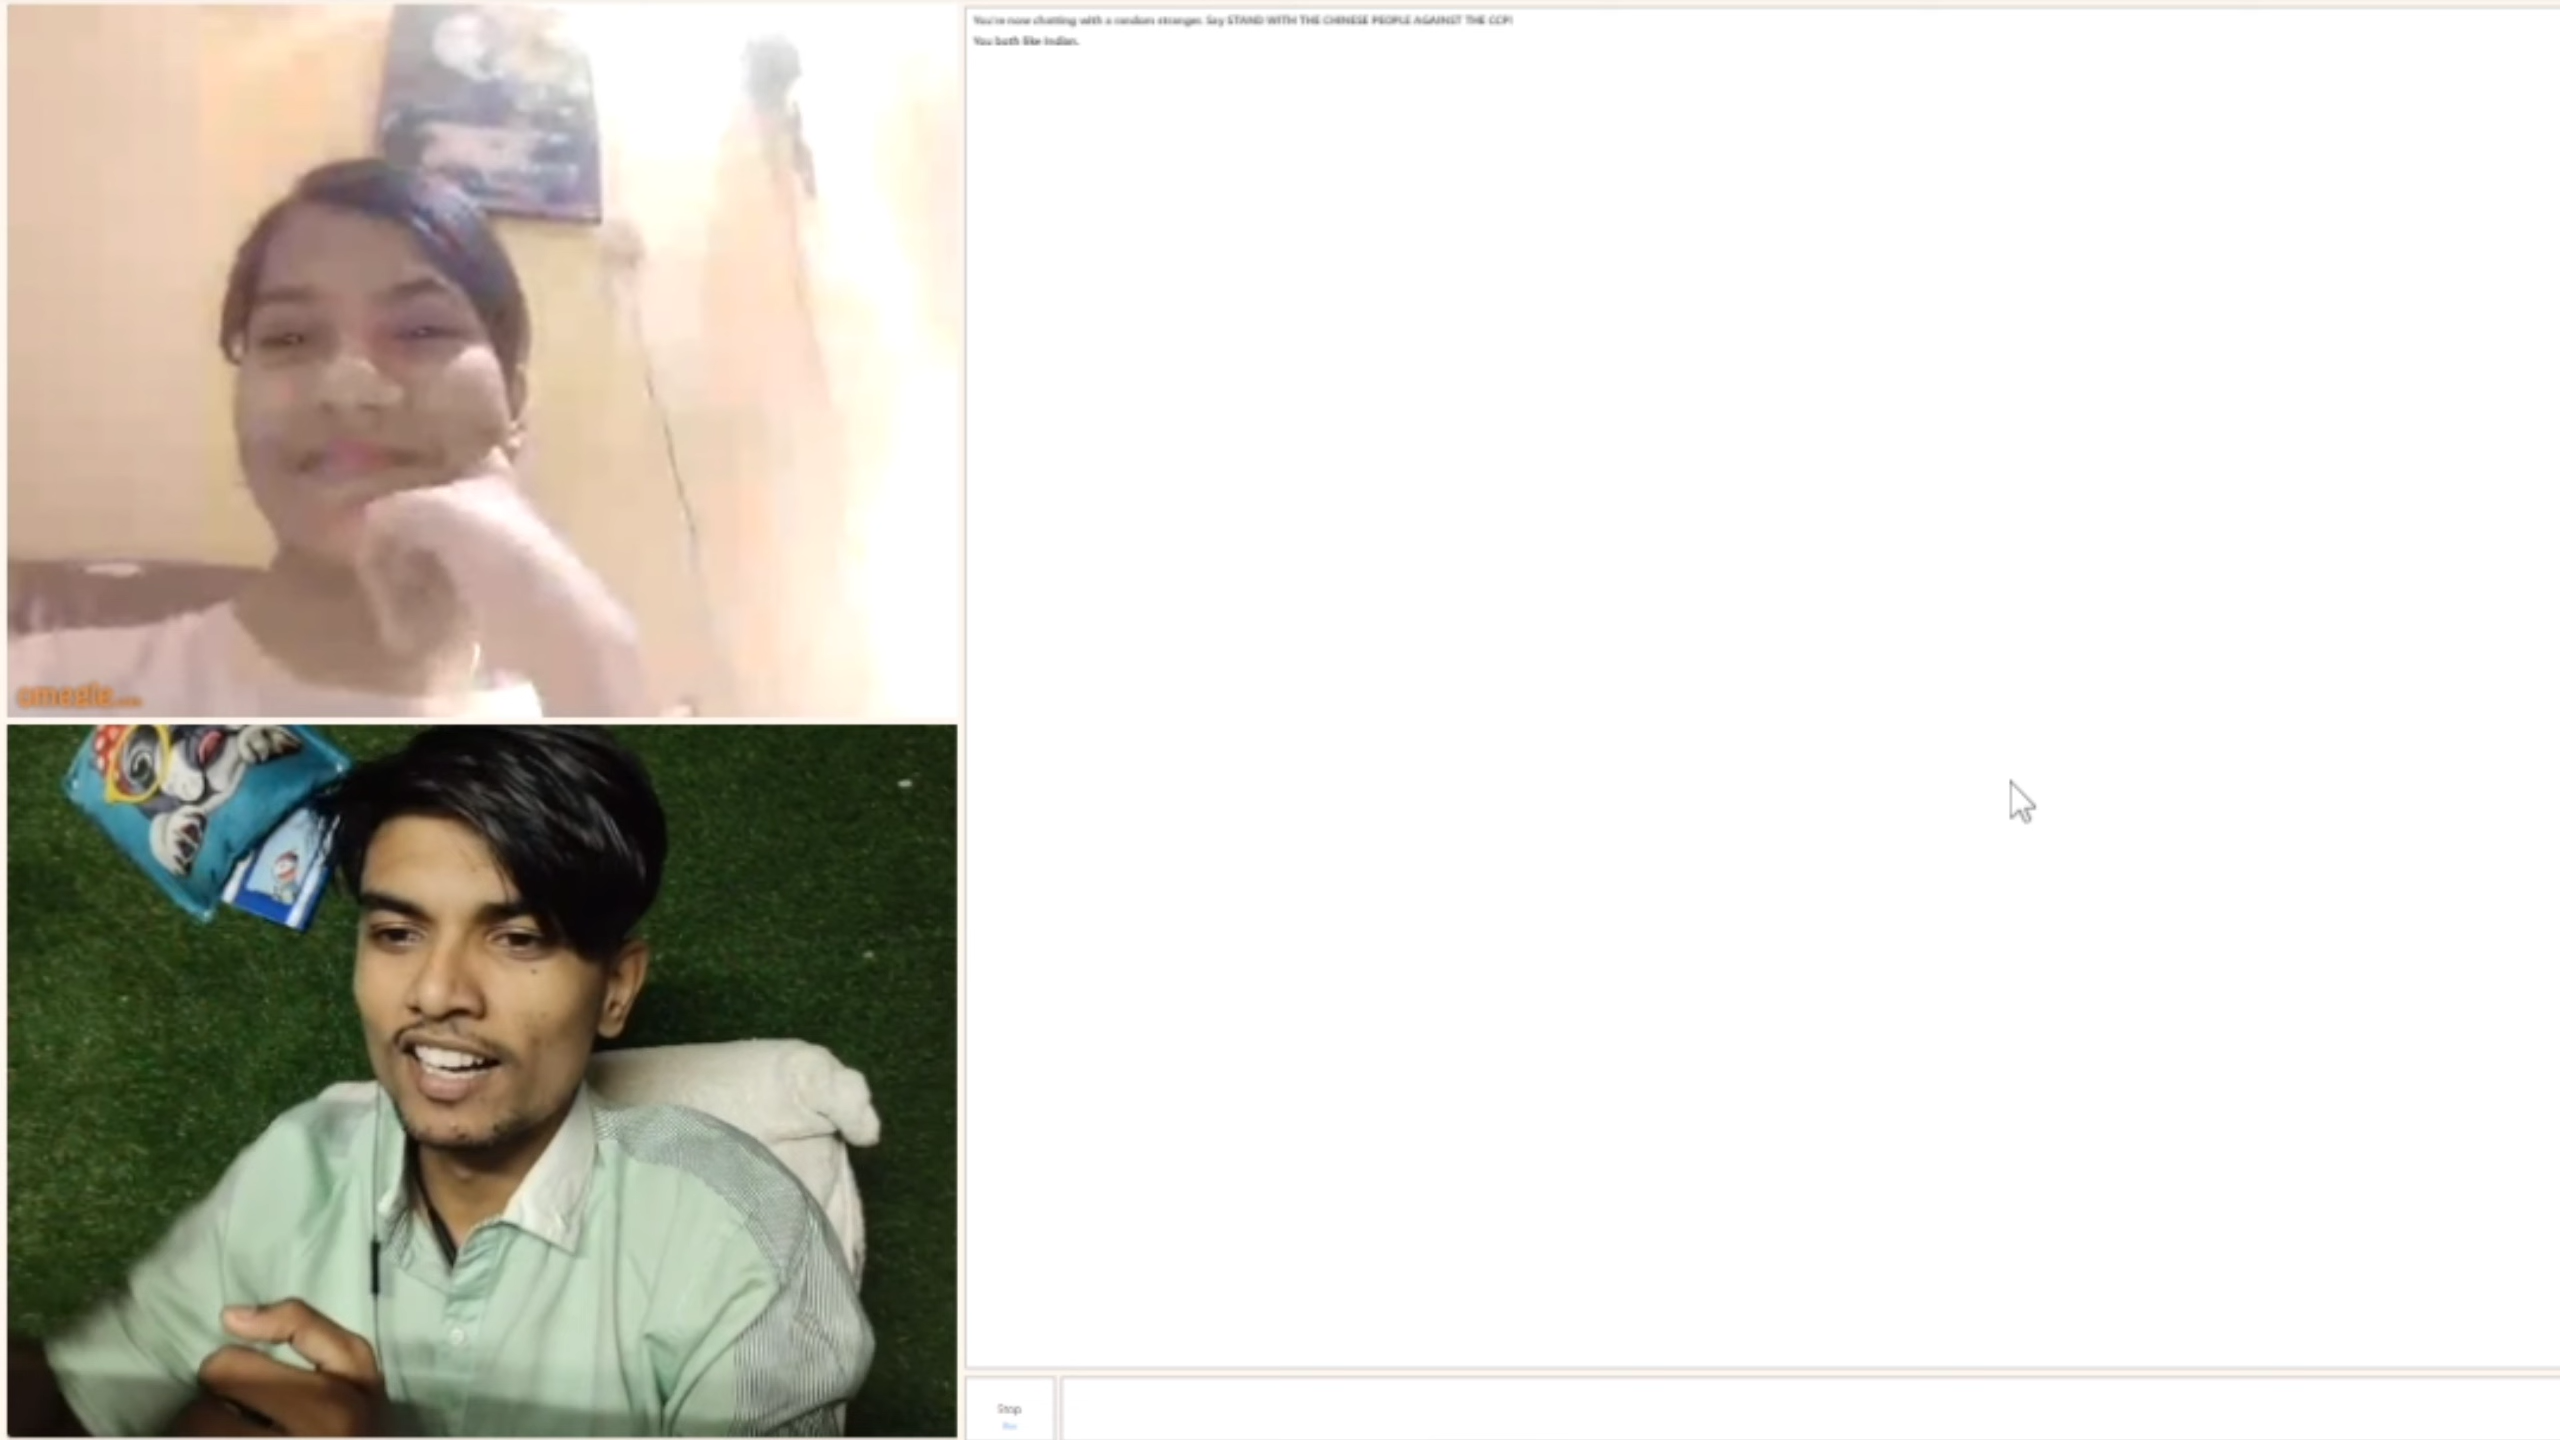 You're now chatting with a random stranger. Say STAND WITH THE CHINESE PEOPLE AGAINST THE CCP!
You both like Indian.
omegle...
Stop